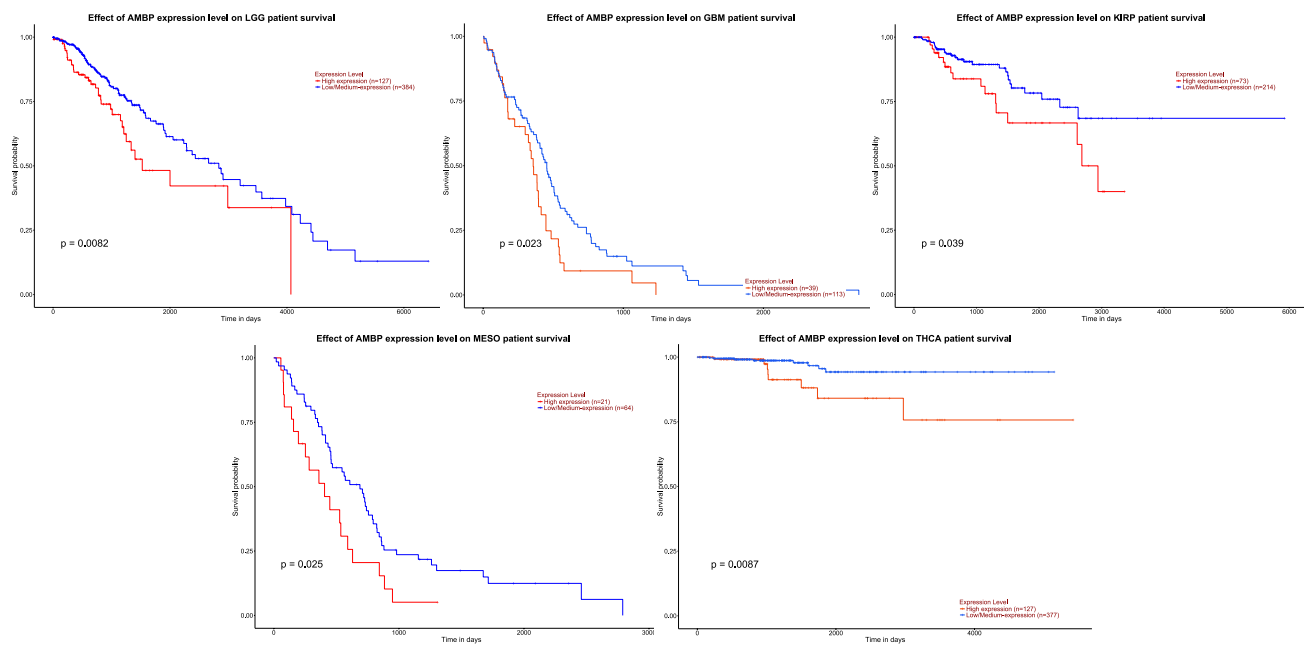 Effect of AMBP expression level on LGG patient survival
1.00
0.75
0.50
0.25
0.00
Survival probability
Expression Level
High expression (n=127)
Low/Medium-expression (n=384)
p = 0.0082
0
2000
4000
6000
Time in days
Effect of AMBP expression level on GBM patient survival
1.00
0.75
0.50
0.25
0.00
Survival probability
p = 0.023
Expression Level
High expression (n=39)
Low/Medium-expression (n=113)
0
1000
2000
Time in days
Effect of AMBP expression level on KIRP patient survival
1.00
0.75
0.50
0.25
0.00
Survival probability
Expression Level
High expression (n=73)
Low/Medium-expression (n=214)
p = 0.039
0
1000
2000
3000
4000
5000
6000
Time in days
Effect of AMBP expression level on MESO patient survival
1.00
0.75
0.50
0.25
0.00
Survival probability
Expression Level
High expression (n=21)
Low/Medium-expression (n=64)
p = 0.025
0
1000
2000
3000
Time in days
Effect of AMBP expression level on THCA patient survival
1.00
0.75
0.50
0.25
0.00
Survival probability
p = 0.0087
Expression Level
High expression (n=127)
Low/Medium-expression (n=377)
0
2000
4000
Time in days